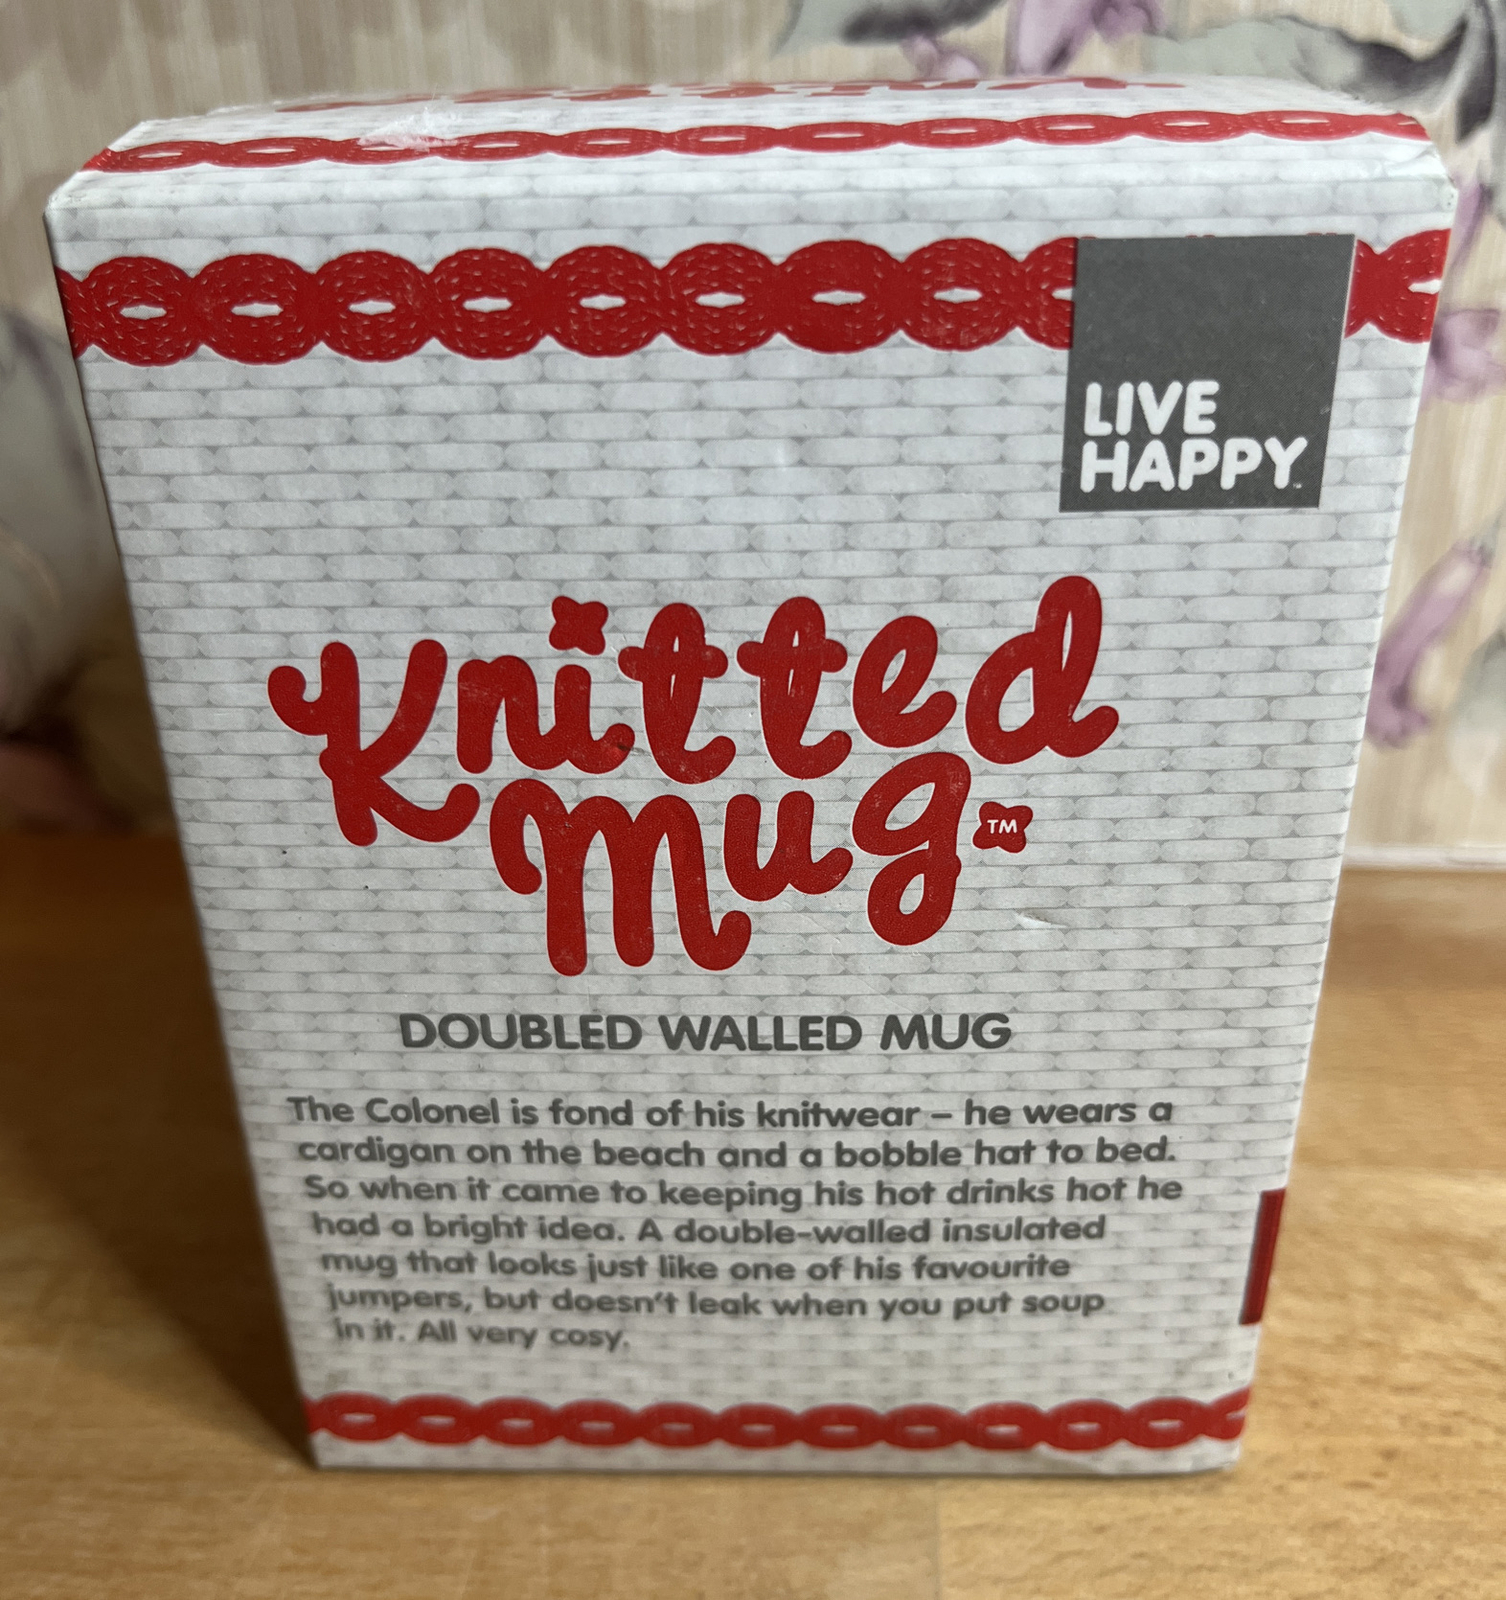 LIVE
HAPPY™
Knitted
Mug™
DOUBLED WALLED MUG
The Colonel is fond of his knitwear – he wears a
cardigan on the beach and a bobble hat to bed.
So when it came to keeping his hot drinks hot he
had a bright idea. A double-walled insulated
mug that looks just like one of his favourite
jumpers, but doesn't leak when you put soup
in it. All very cosy.